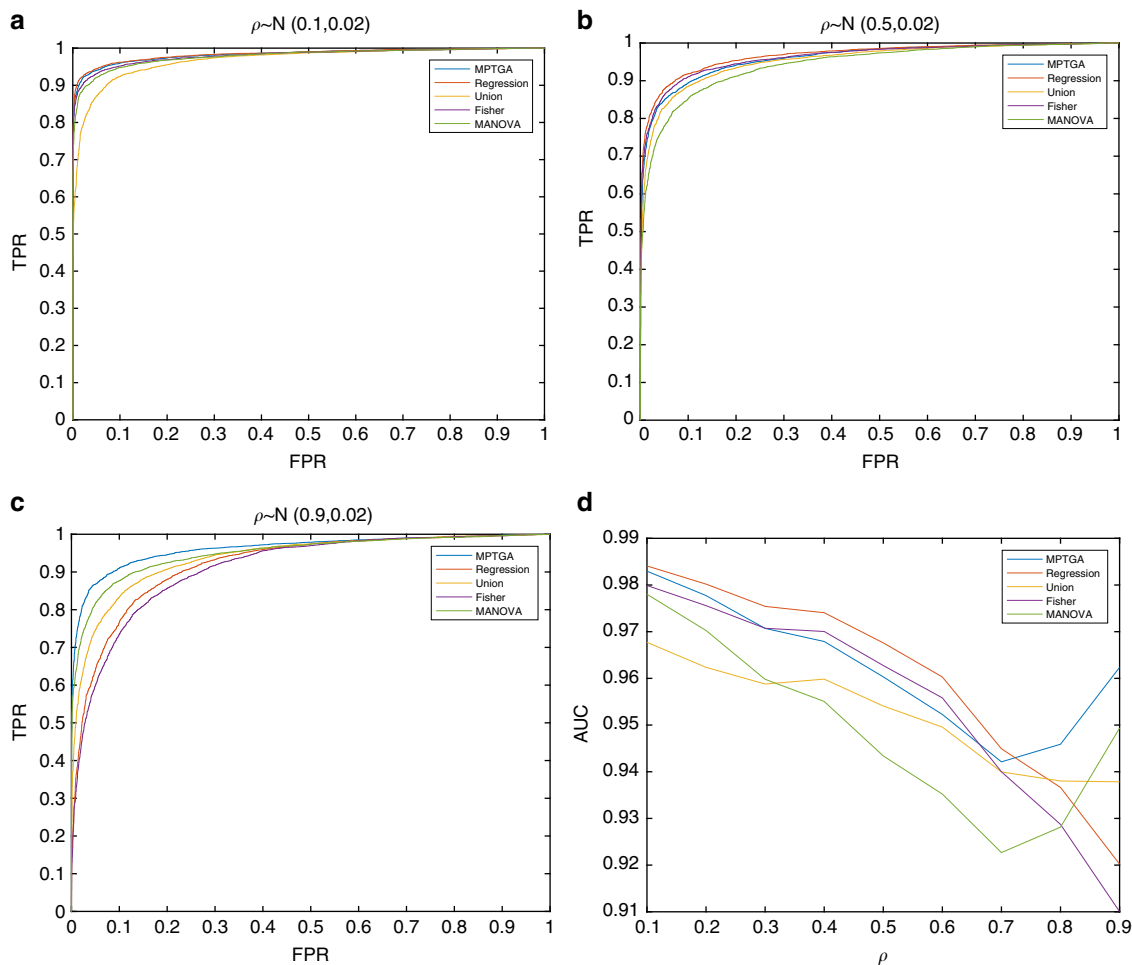 a
ρ~N (0.1,0.02)
1
0.9
0.8
0.7
0.6
0.5
0.4
0.3
0.2
0.1
0
TPR
0 0.1 0.2 0.3 0.4 0.5 0.6 0.7 0.8 0.9 1
FPR
MPTGA
Regression
Union
Fisher
MANOVA
b
ρ~N (0.5,0.02)
1
0.9
0.8
0.7
0.6
0.5
0.4
0.3
0.2
0.1
0
TPR
0 0.1 0.2 0.3 0.4 0.5 0.6 0.7 0.8 0.9 1
FPR
MPTGA
Regression
Union
Fisher
MANOVA
c
ρ~N (0.9,0.02)
1
0.9
0.8
0.7
0.6
0.5
0.4
0.3
0.2
0.1
0
TPR
0 0.1 0.2 0.3 0.4 0.5 0.6 0.7 0.8 0.9 1
FPR
MPTGA
Regression
Union
Fisher
MANOVA
d
0.99
0.98
0.97
0.96
0.95
0.94
0.93
0.92
0.91
AUC
0.1 0.2 0.3 0.4 0.5 0.6 0.7 0.8 0.9
ρ
MPTGA
Regression
Union
Fisher
MANOVA